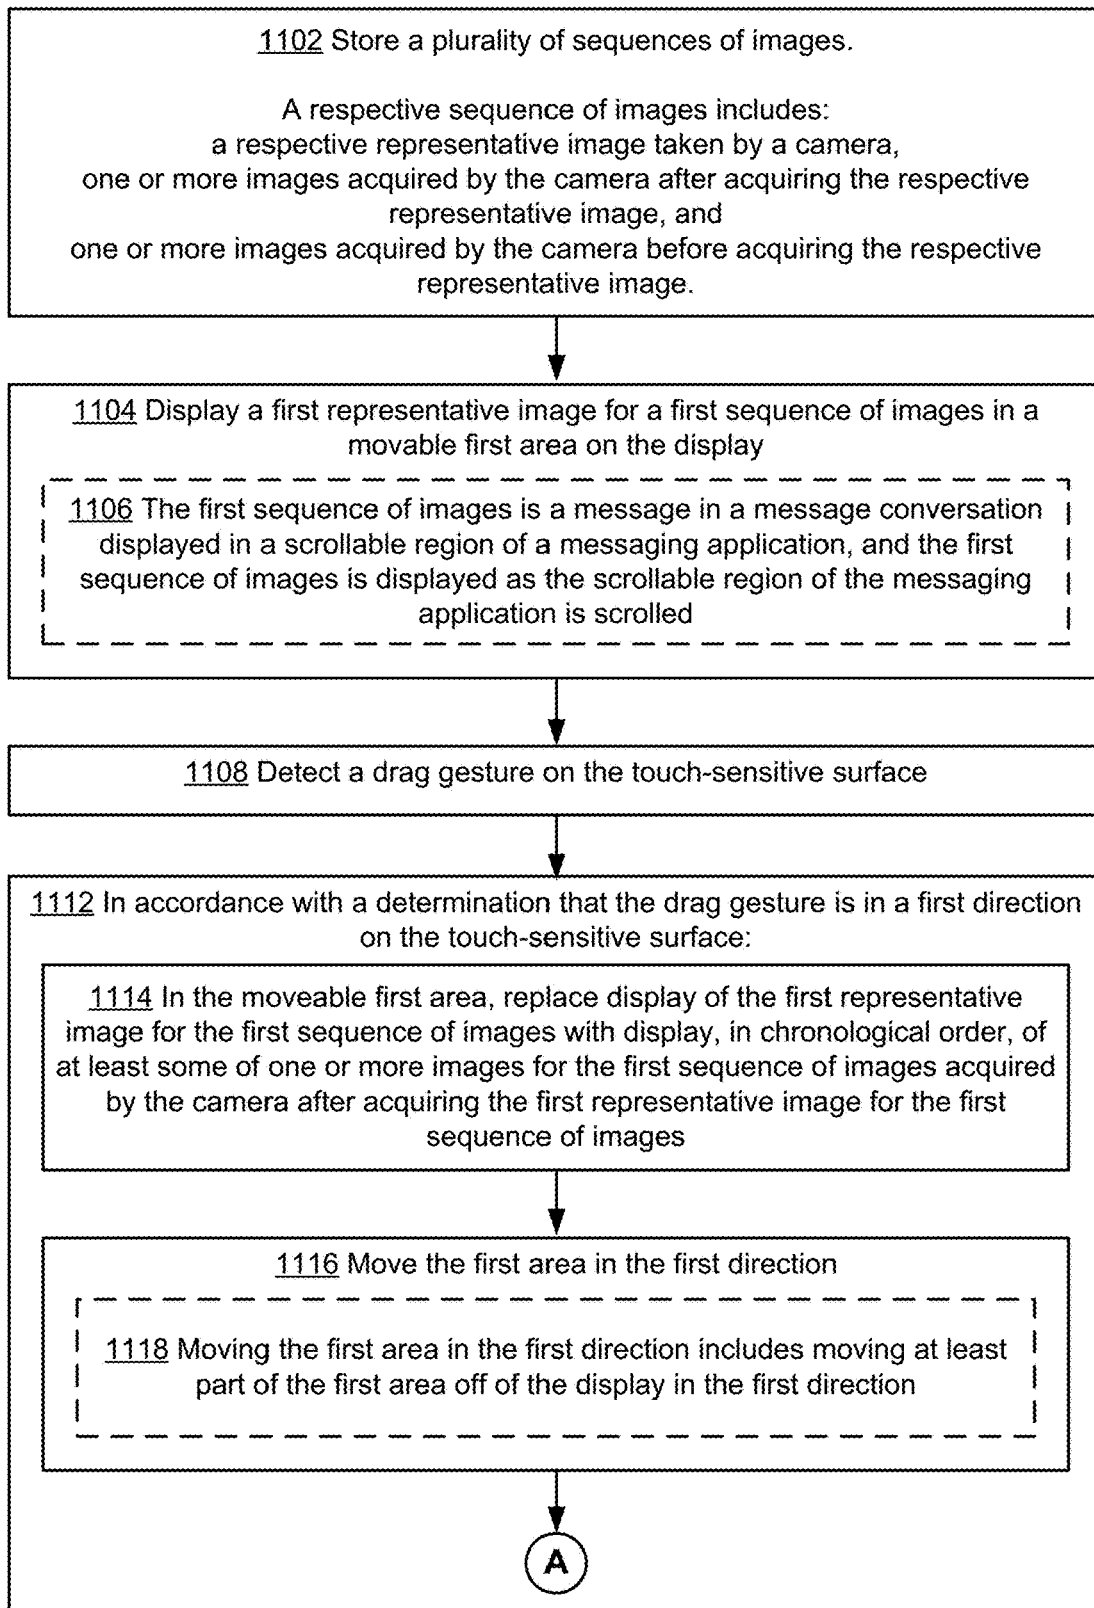 1102 Store a plurality of sequences of images.
A respective sequence of images includes:
a respective representative image taken by a camera,
one or more images acquired by the camera after acquiring the respective
representative image, and
one or more images acquired by the camera before acquiring the respective
representative image.
1104 Display a first representative image for a first sequence of images in a
movable first area on the display
1106 The first sequence of images is a message in a message conversation
displayed in a scrollable region of a messaging application, and the first
sequence of images is displayed as the scrollable region of the messaging
application is scrolled
1108 Detect a drag gesture on the touch-sensitive surface
1112 In accordance with a determination that the drag gesture is in a first direction
on the touch-sensitive surface:
1114 In the moveable first area, replace display of the first representative
image for the first sequence of images with display, in chronological order, of
at least some of one or more images for the first sequence of images acquired
by the camera after acquiring the first representative image for the first
sequence of images
1116 Move the first area in the first direction
1118 Moving the first area in the first direction includes moving at least
part of the first area off of the display in the first direction
A